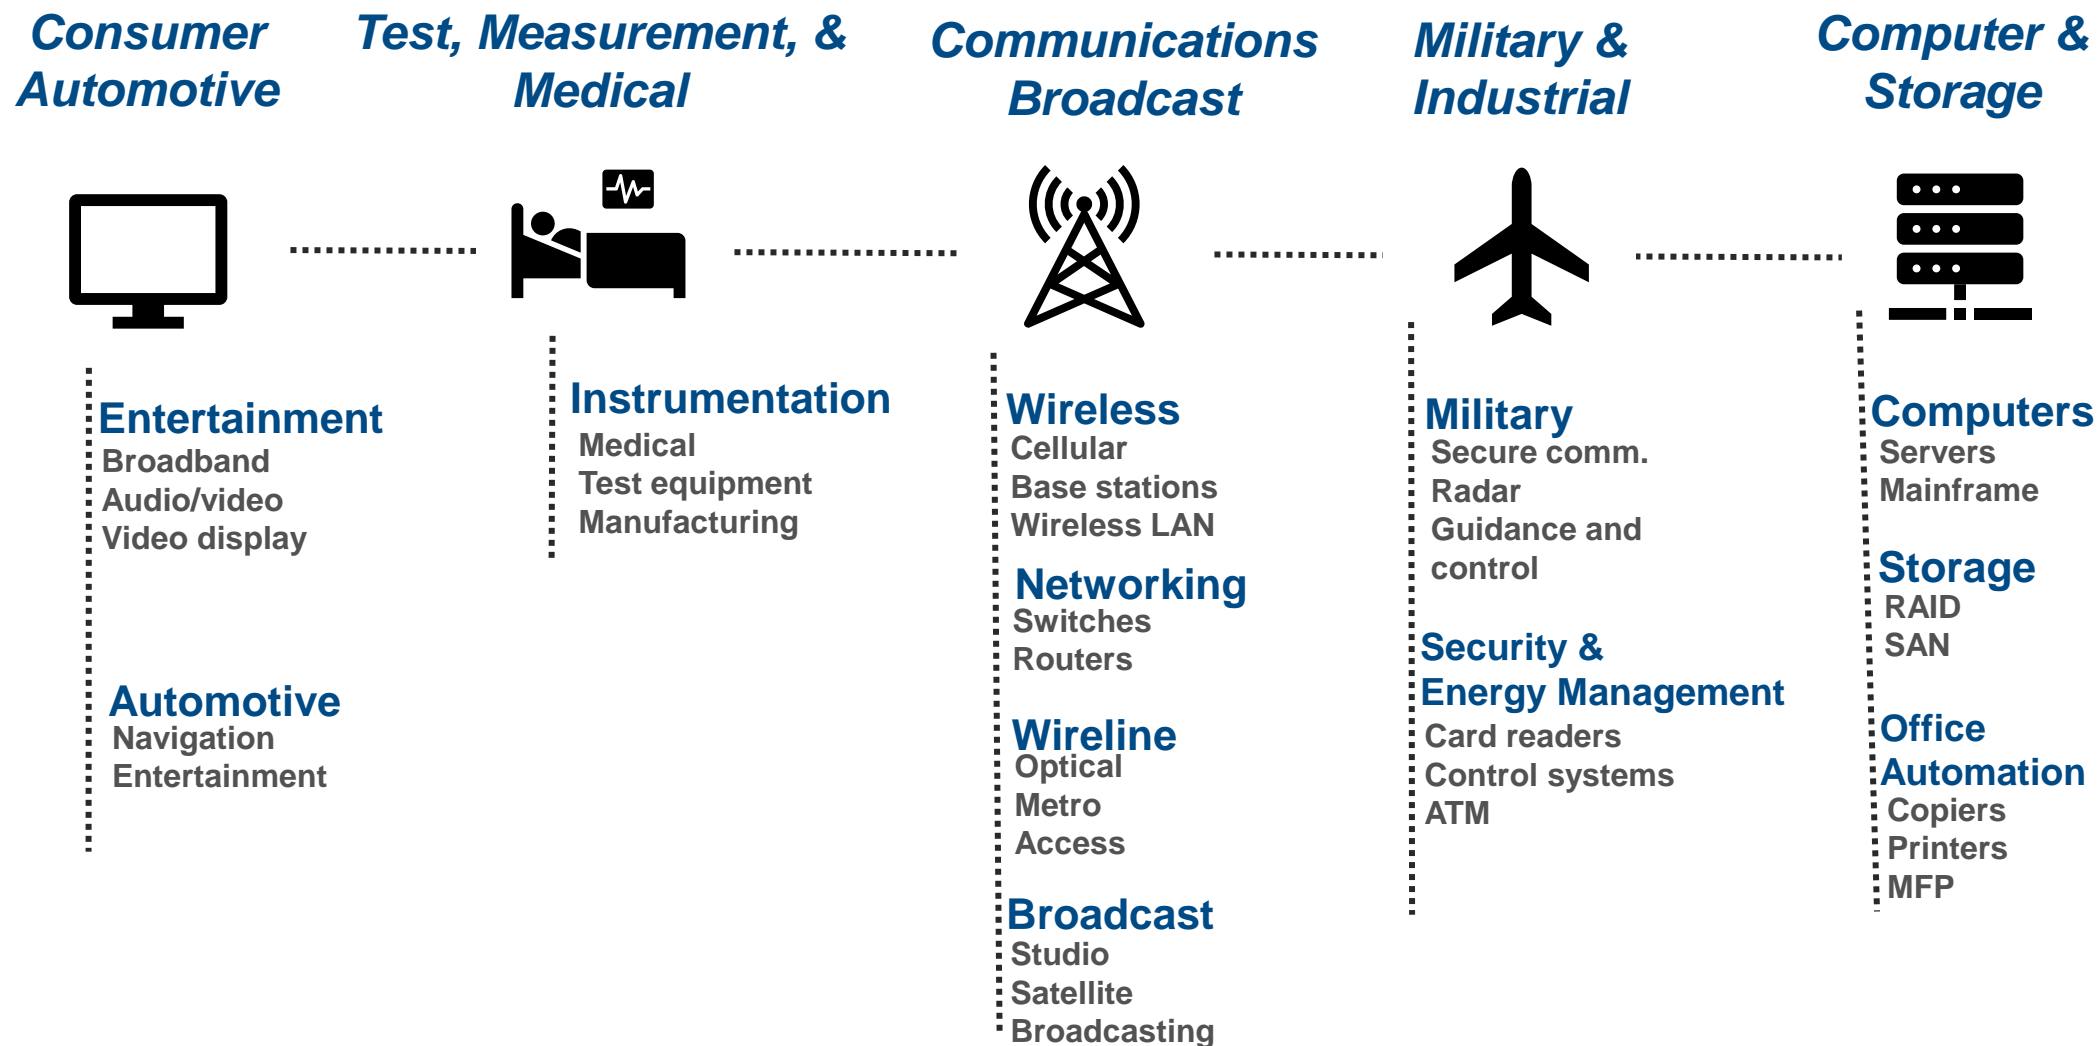 Consumer
Automotive
Test, Measurement, &
Medical
Communications
Broadcast
Military &
Industrial
Computer &
Storage
Entertainment
Broadband
Audio/video
Video display
Automotive
Navigation
Entertainment
Instrumentation
Medical
Test equipment
Manufacturing
Wireless
Cellular
Base stations
Wireless LAN
Networking
Switches
Routers
Wireline
Optical
Metro
Access
Broadcast
Studio
Satellite
Broadcasting
Military
Secure comm.
Radar
Guidance and
control
Security &
Energy Management
Card readers
Control systems
ATM
Computers
Servers
Mainframe
Storage
RAID
SAN
Office
Automation
Copiers
Printers
MFP